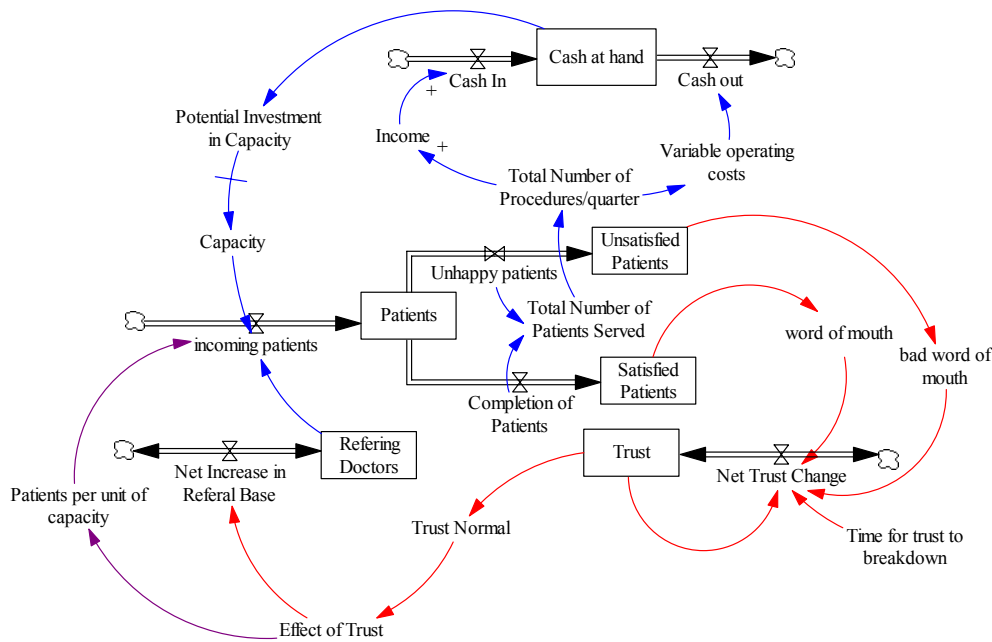 Cash at hand
Cash In
Cash out
Potential Investment
in Capacity
+
Income
+
Variable operating
costs
Total Number of
Procedures/quarter
Capacity
Unsatisfied
Patients
Unhappy patients
Patients
Total Number of
Patients Served
word of mouth
incoming patients
bad word of
mouth
Satisfied
Patients
Completion of
Patients
Refering
Doctors
Trust
Net Increase in
Referal Base
Net Trust Change
Patients per unit of
capacity
Trust Normal
Time for trust to
breakdown
Effect of Trust